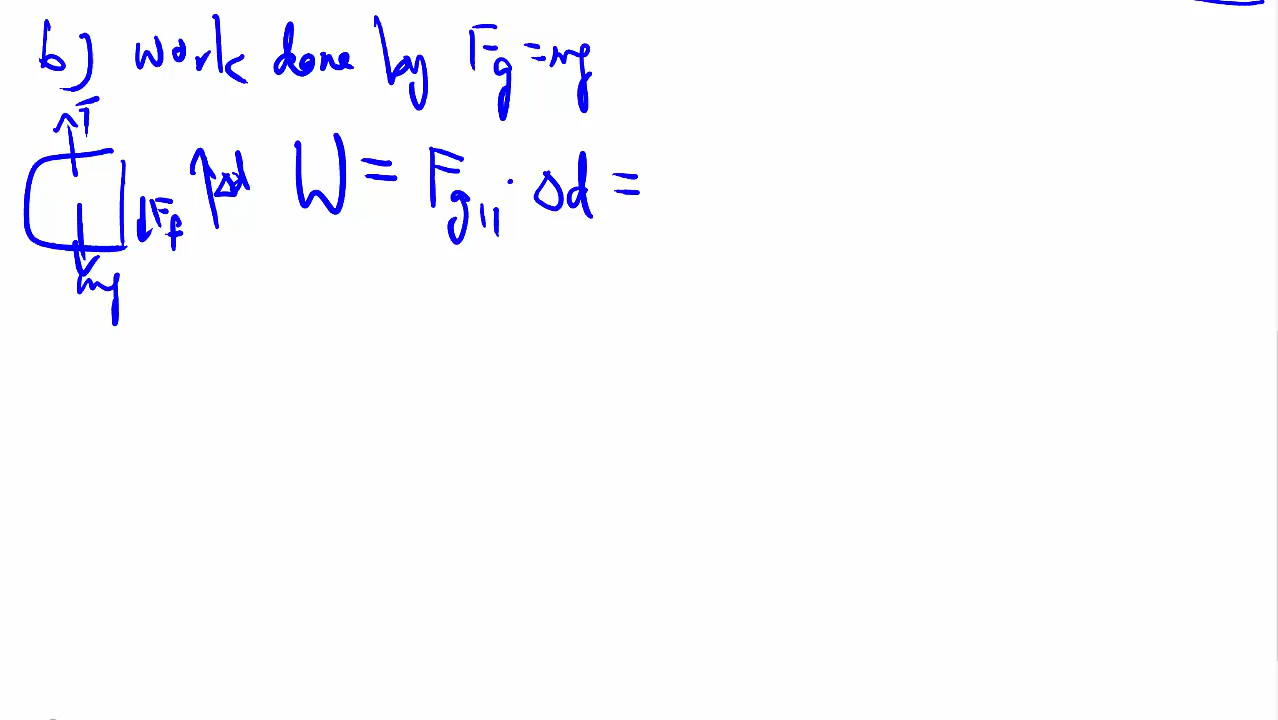 b) work done by Fg = mg
T
Δd W = Fg|| · Δd =
Ff
mg